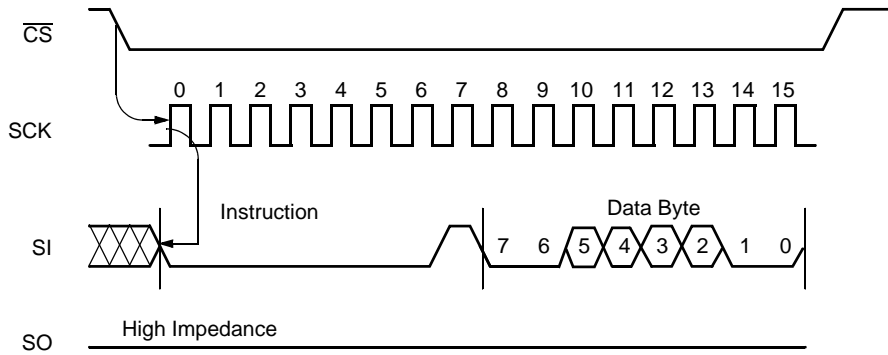 CS
0 1 2 3 4 5 6 7 8 9 10 11 12 13 14 15
SCK
Instruction
Data Byte
SI
7 6 5 4 3 2 1 0
High Impedance
SO